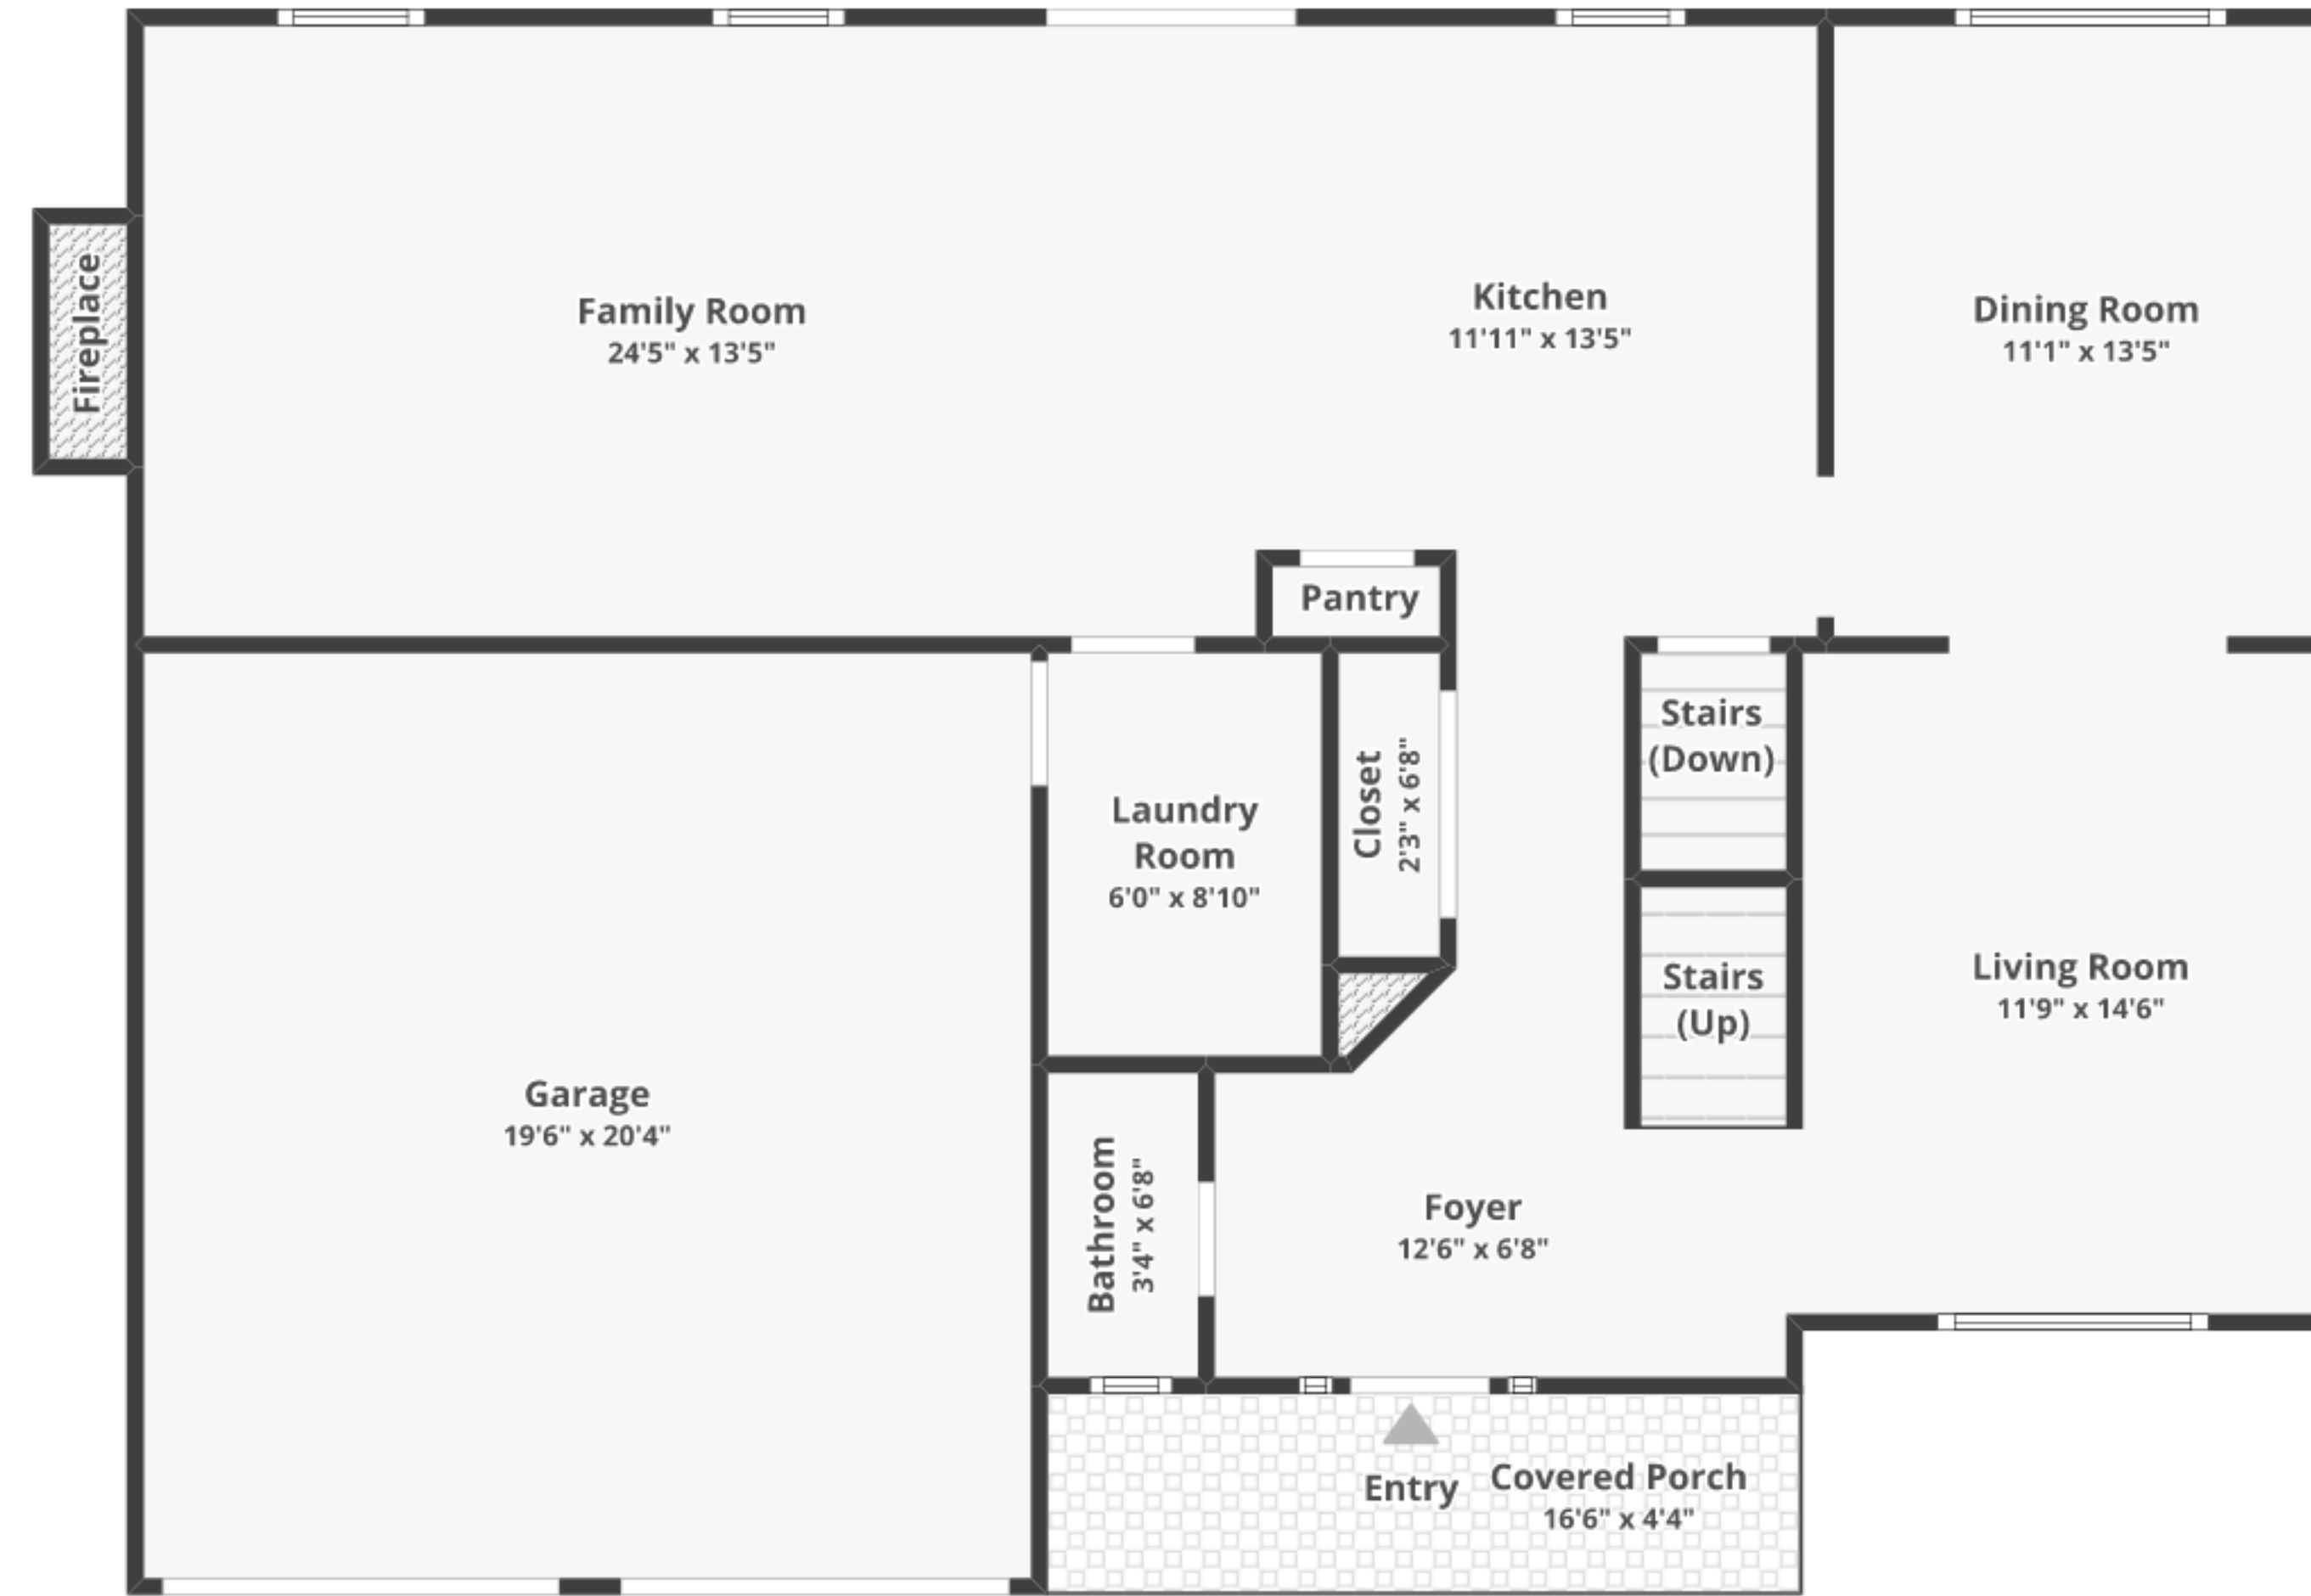 Family Room
24'5" x 13'5"
Kitchen
11'11" x 13'5"
Dining Room
11'1" x 13'5"
Fireplace
Pantry
Stairs
(Down)
Laundry
Room
6'0" x 8'10"
Closet
2'3" x 6'8"
Stairs
(Up)
Living Room
11'9" x 14'6"
Garage
19'6" x 20'4"
Bathroom
3'4" x 6'8"
Foyer
12'6" x 6'8"
Entry
Covered Porch
16'6" x 4'4"